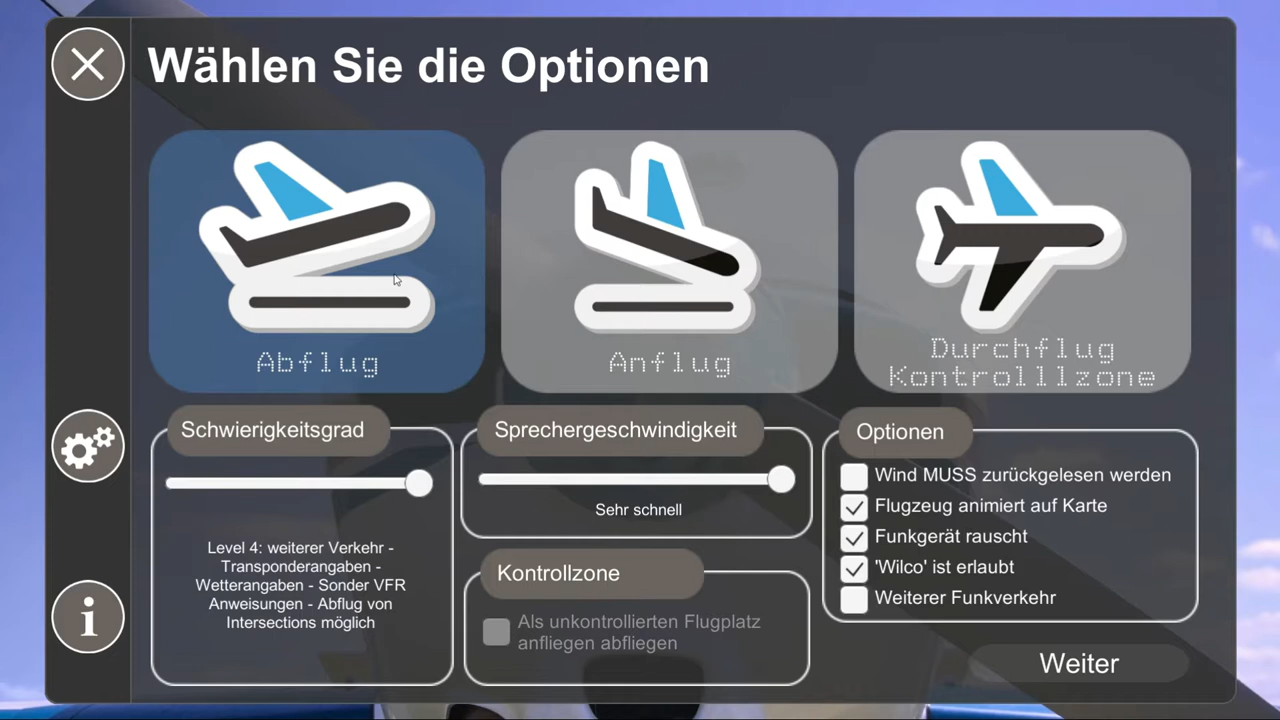 Wählen Sie die Optionen
Abflug
Anflug
Durchflug
Kontrolllzone
Schwierigkeitsgrad
Level 4: weiterer Verkehr -
Transponderangaben -
Wetterangaben - Sonder VFR
Anweisungen - Abflug von
Intersections möglich
Sprechergeschwindigkeit
Sehr schnell
Kontrollzone
Als unkontrollierten Flugplatz
anfliegen abfliegen
Optionen
Wind MUSS zurückgelesen werden
Flugzeug animiert auf Karte
Funkgerät rauscht
'Wilco' ist erlaubt
Weiterer Funkverkehr
Weiter